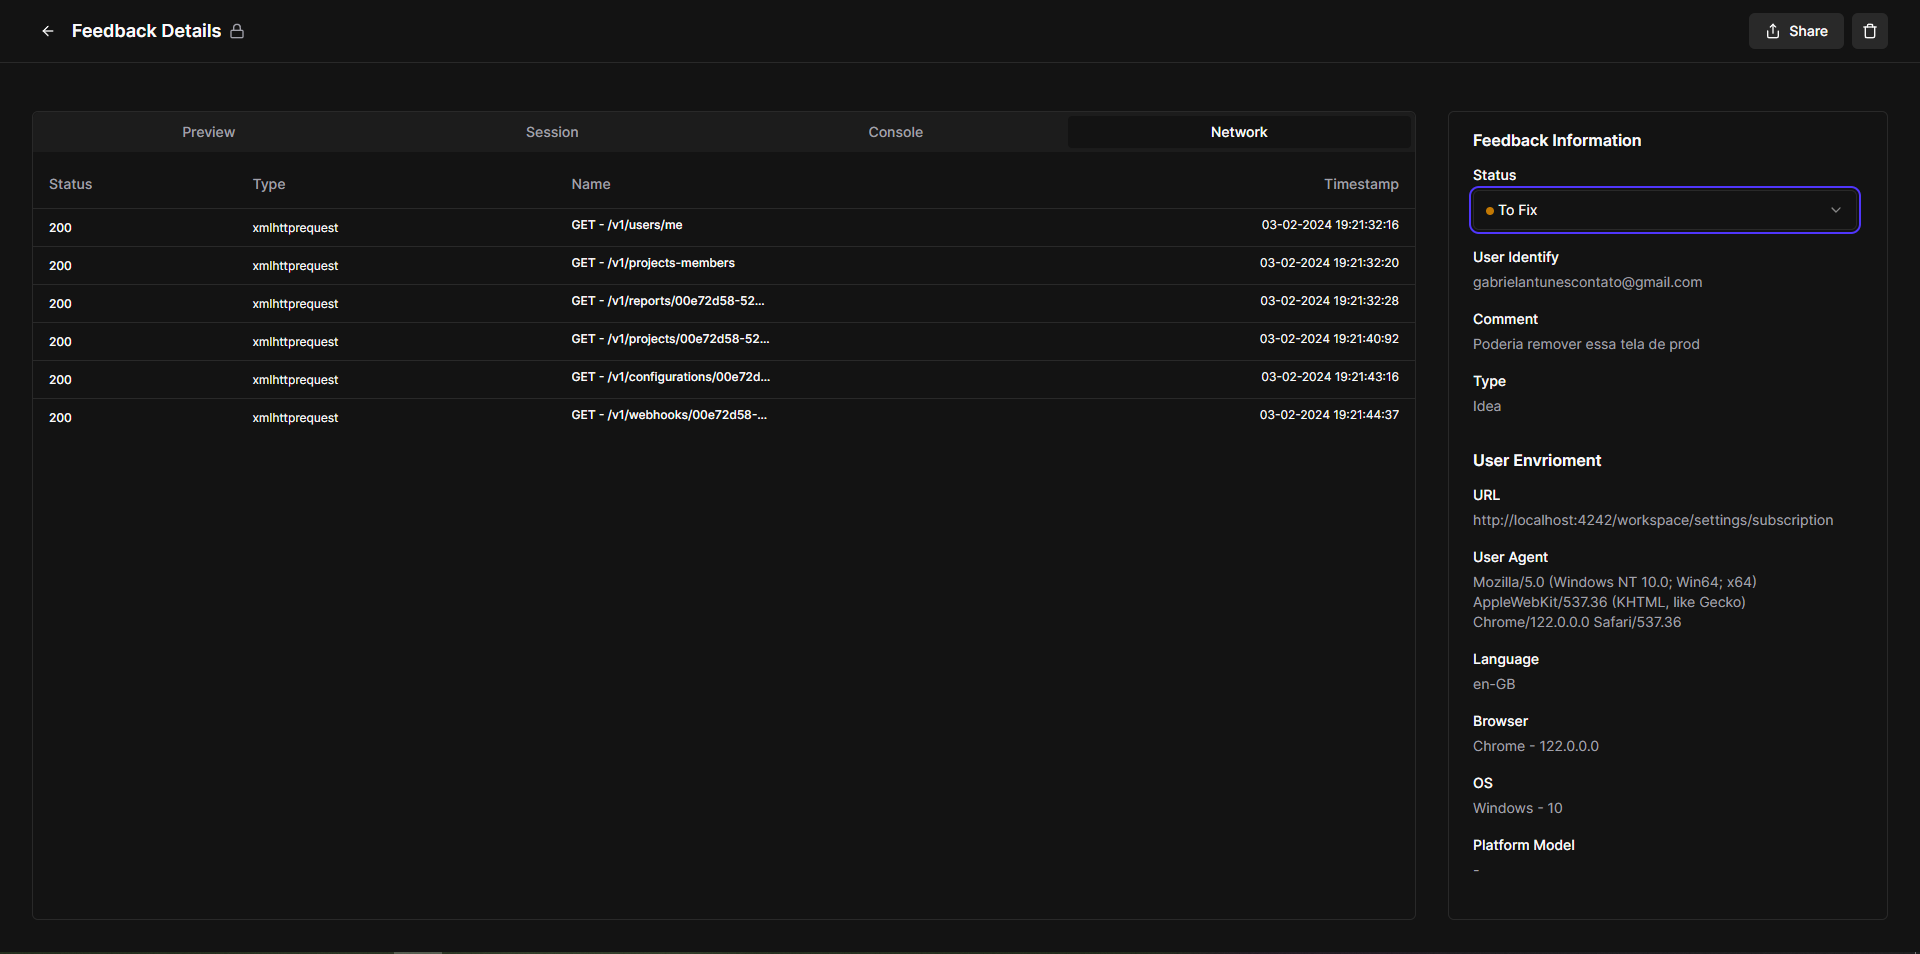 Feedback Details
Share
Preview Session Console Network
Status Type Name Timestamp
200 xmlhttprequest GET - /v1/users/me 03-02-2024 19:21:32:16
200 xmlhttprequest GET - /v1/projects-members 03-02-2024 19:21:32:20
200 xmlhttprequest GET - /v1/reports/00e72d58-52... 03-02-2024 19:21:32:28
200 xmlhttprequest GET - /v1/projects/00e72d58-52... 03-02-2024 19:21:40:92
200 xmlhttprequest GET - /v1/configurations/00e72d... 03-02-2024 19:21:43:16
200 xmlhttprequest GET - /v1/webhooks/00e72d58-... 03-02-2024 19:21:44:37
Feedback Information
Status
To Fix
User Identify
gabrielantunescontato@gmail.com
Comment
Poderia remover essa tela de prod
Type
Idea
User Envrioment
URL
http://localhost:4242/workspace/settings/subscription
User Agent
Mozilla/5.0 (Windows NT 10.0; Win64; x64)
AppleWebKit/537.36 (KHTML, like Gecko)
Chrome/122.0.0.0 Safari/537.36
Language
en-GB
Browser
Chrome - 122.0.0.0
OS
Windows - 10
Platform Model
-